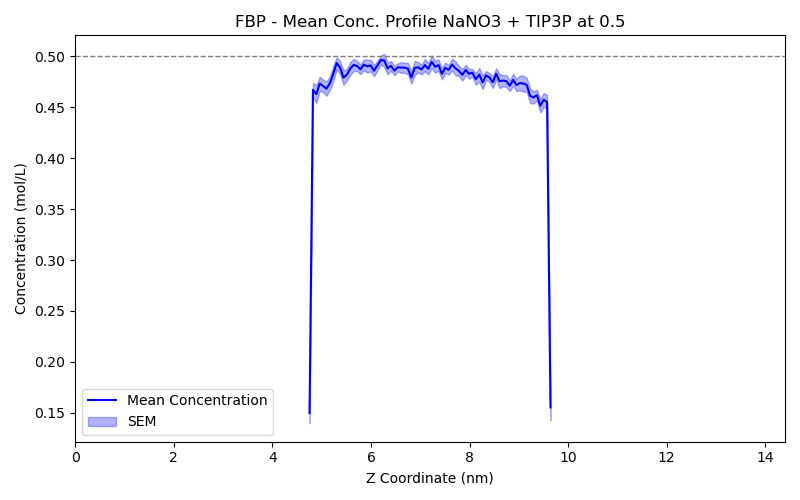 FBP - Mean Conc. Profile NaNO3 + TIP3P at 0.5
Concentration (mol/L)
0.50
0.45
0.40
0.35
0.30
0.25
0.20
0.15
Mean Concentration
SEM
0 2 4 6 8 10 12 14
Z Coordinate (nm)